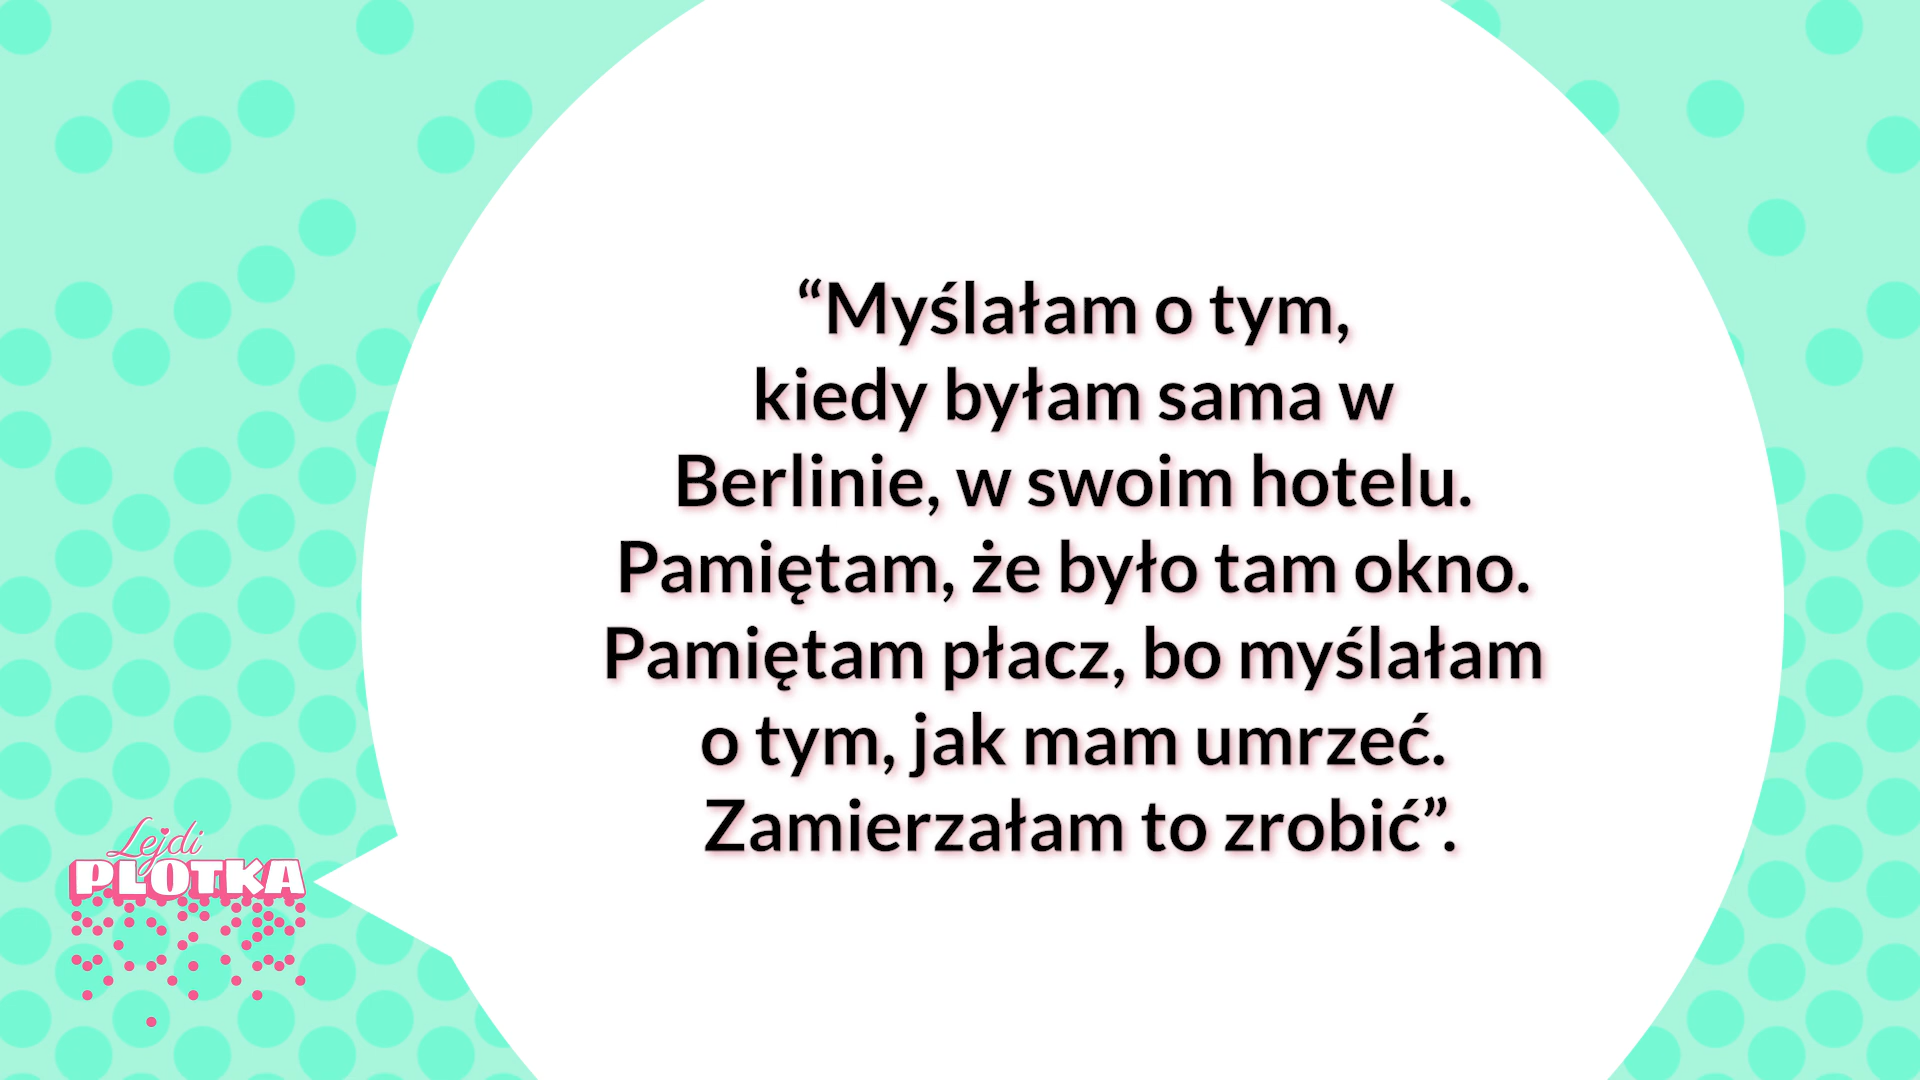 “Myślałam o tym,
kiedy byłam sama w
Berlinie, w swoim hotelu.
Pamiętam, że było tam okno.
Pamiętam płacz, bo myślałam
o tym, jak mam umrzeć.
Zamierzałam to zrobić”.
Lejdi
PLOTKA